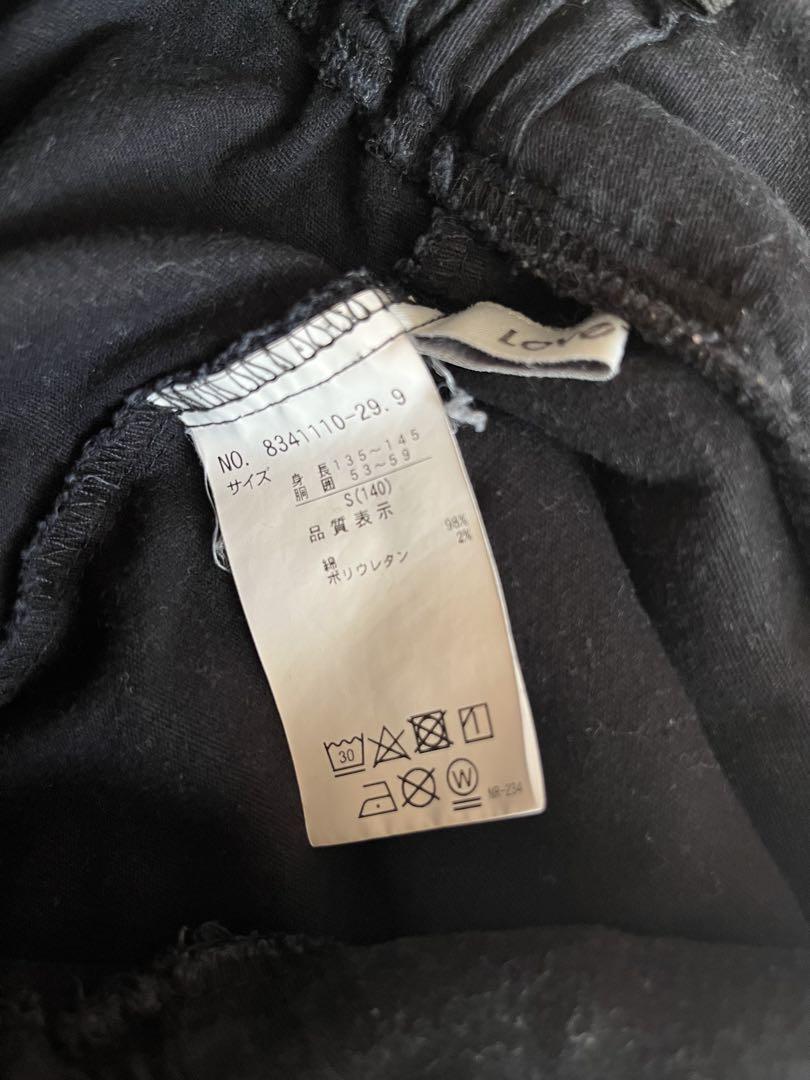 LOVE
NO. 8341110-29.9
サイズ 身長135～145
胴囲 53～59
S(140)
品質表示
綿 98%
ポリウレタン 2%
30
W
NR-234